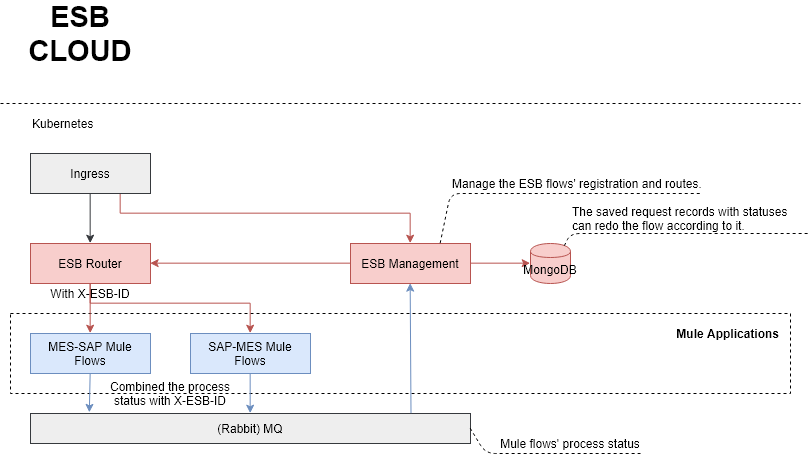 ESB
CLOUD
Kubernetes
Ingress
Manage the ESB flows' registration and routes.
The saved request records with statuses
can redo the flow according to it.
ESB Router
ESB Management
MongoDB
With X-ESB-ID
Mule Applications
MES-SAP Mule
Flows
SAP-MES Mule
Flows
Combined the process
status with X-ESB-ID
(Rabbit) MQ
Mule flows' process status